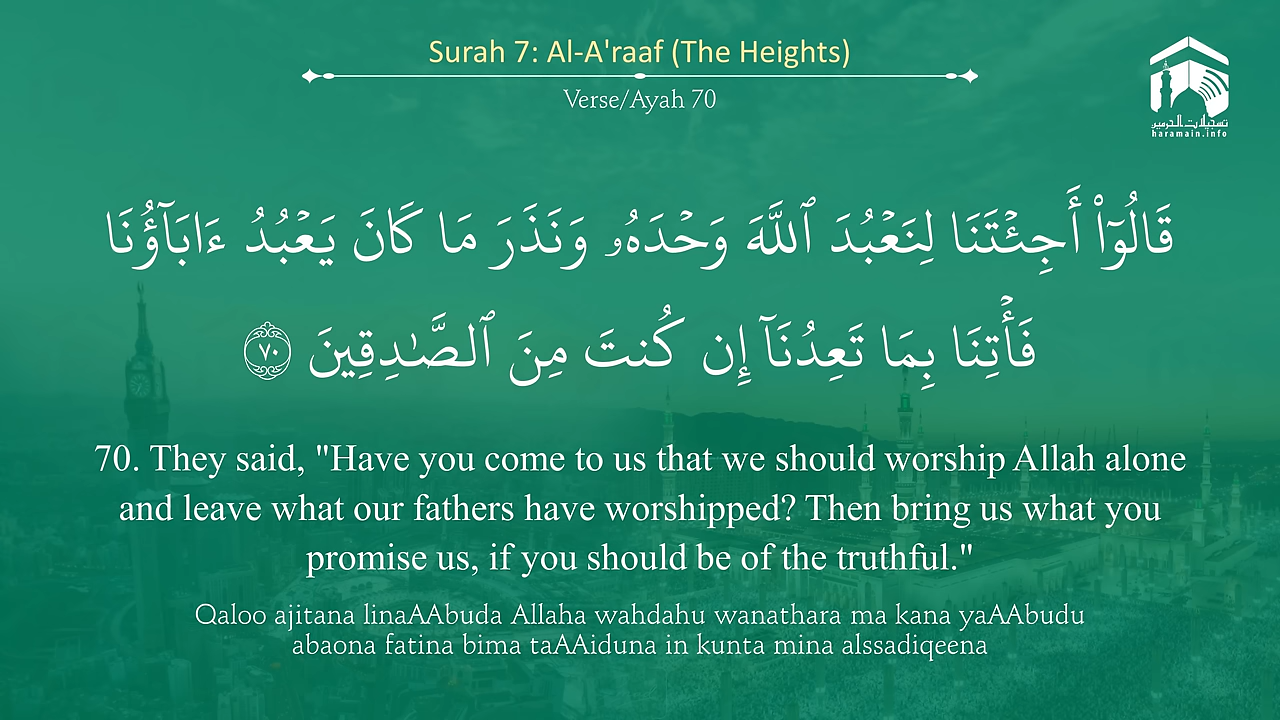 Surah 7: Al-A'raaf (The Heights)
Verse/Ayah 70
تسجيلات الحرمين
haramain.info
قَالُوٓا۟ أَجِئْتَنَا لِنَعْبُدَ ٱللَّهَ وَحْدَهُۥ وَنَذَرَ مَا كَانَ يَعْبُدُ ءَابَآؤُنَا
فَأْتِنَا بِمَا تَعِدُنَآ إِن كُنتَ مِنَ ٱلصَّـٰدِقِينَ ٧٠
70. They said, "Have you come to us that we should worship Allah alone
and leave what our fathers have worshipped? Then bring us what you
promise us, if you should be of the truthful."
Qaloo ajitana linaAAbuda Allaha wahdahu wanathara ma kana yaAAbudu
abaona fatina bima taAAiduna in kunta mina alssadiqeena